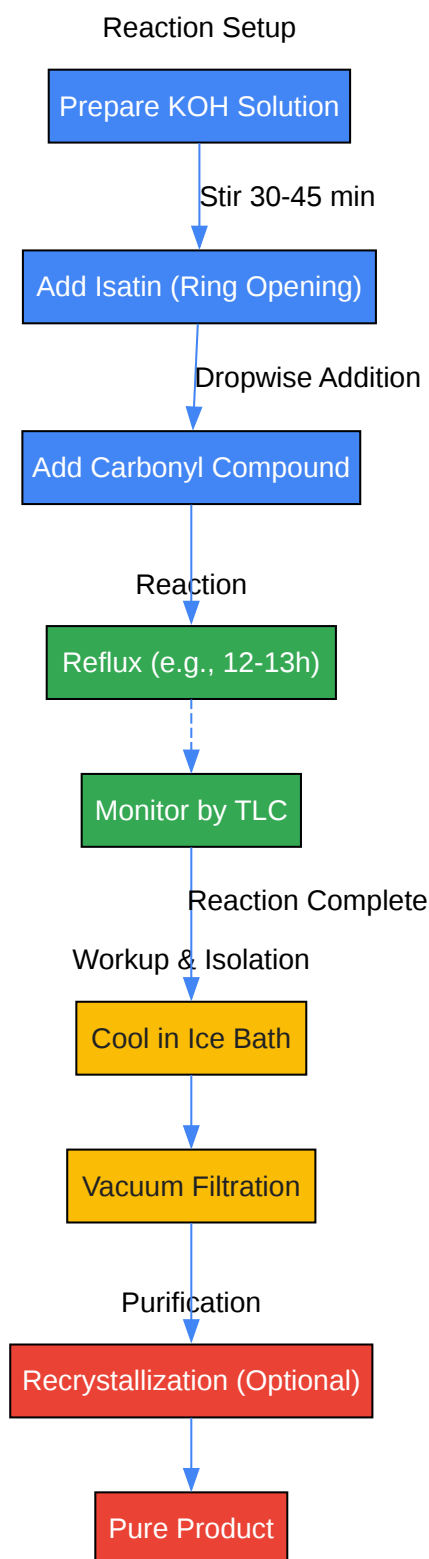 Reaction Setup
Prepare KOH Solution
Stir 30-45 min
Add Isatin (Ring Opening)
Dropwise Addition
Add Carbonyl Compound
Reaction
Reflux (e.g., 12-13h)
Monitor by TLC
Reaction Complete
Workup & Isolation
Cool in Ice Bath
Vacuum Filtration
Purification
Recrystallization (Optional)
Pure Product